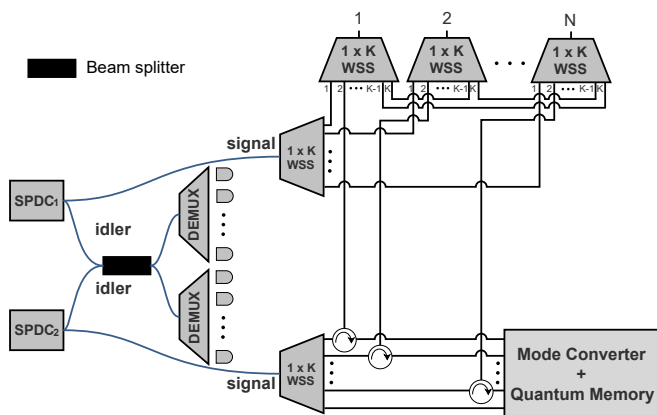 1 2 N
1 x K
WSS
1 x K
WSS
1 x K
WSS
1 2 K-1 K
1 2 K-1 K
1 2 K-1 K
Beam splitter
signal
1 x K
WSS
SPDC1
idler
DEMUX
idler
SPDC2
DEMUX
signal
1 x K
WSS
Mode Converter
+
Quantum Memory